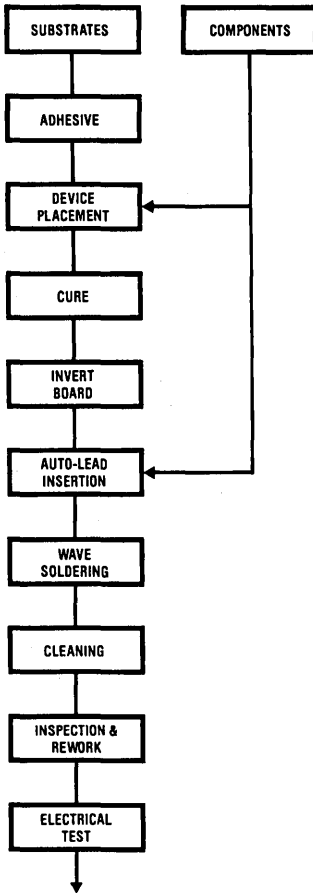 SUBSTRATES
COMPONENTS
ADHESIVE
DEVICE
PLACEMENT
CURE
INVERT
BOARD
AUTO-LEAD
INSERTION
WAVE
SOLDERING
CLEANING
INSPECTION &
REWORK
ELECTRICAL
TEST